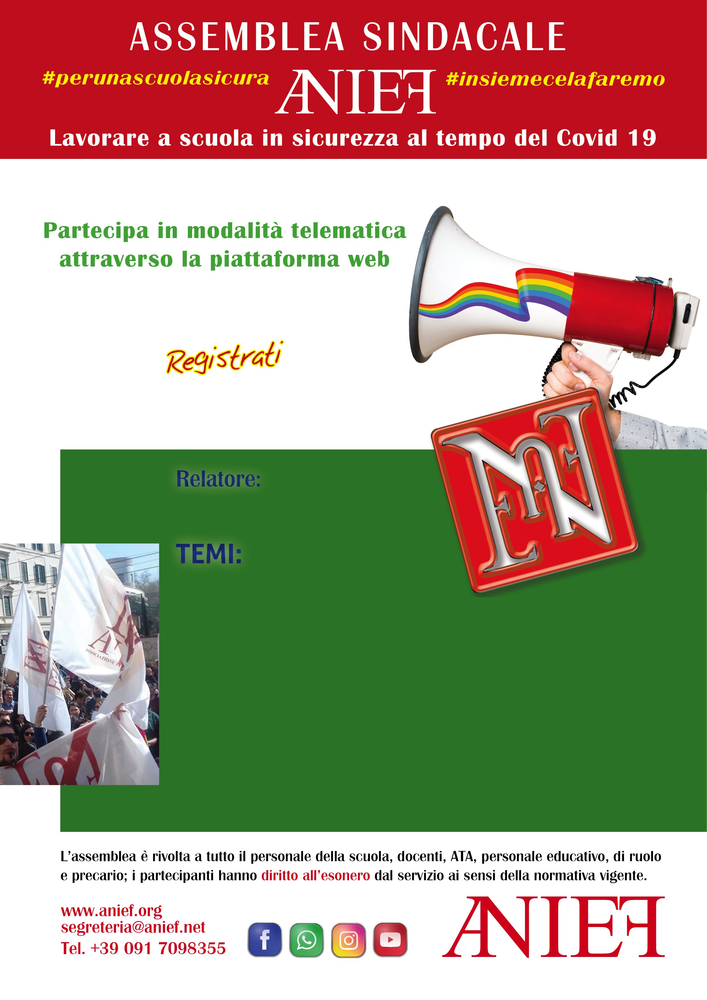 ASSEMBLEA SINDACALE
#perunascuolasicura
ANIEF
#insiemecelafaremo
Lavorare a scuola in sicurezza al tempo del Covid 19
Partecipa in modalità telematica
attraverso la piattaforma web
Registrati
Relatore:
TEMI:
ASSOCIAZIONE
L’assemblea è rivolta a tutto il personale della scuola, docenti, ATA, personale educativo, di ruolo
e precario; i partecipanti hanno diritto all’esonero dal servizio ai sensi della normativa vigente.
www.anief.org
segreteria@anief.net
Tel. +39 091 7098355
ANIEF